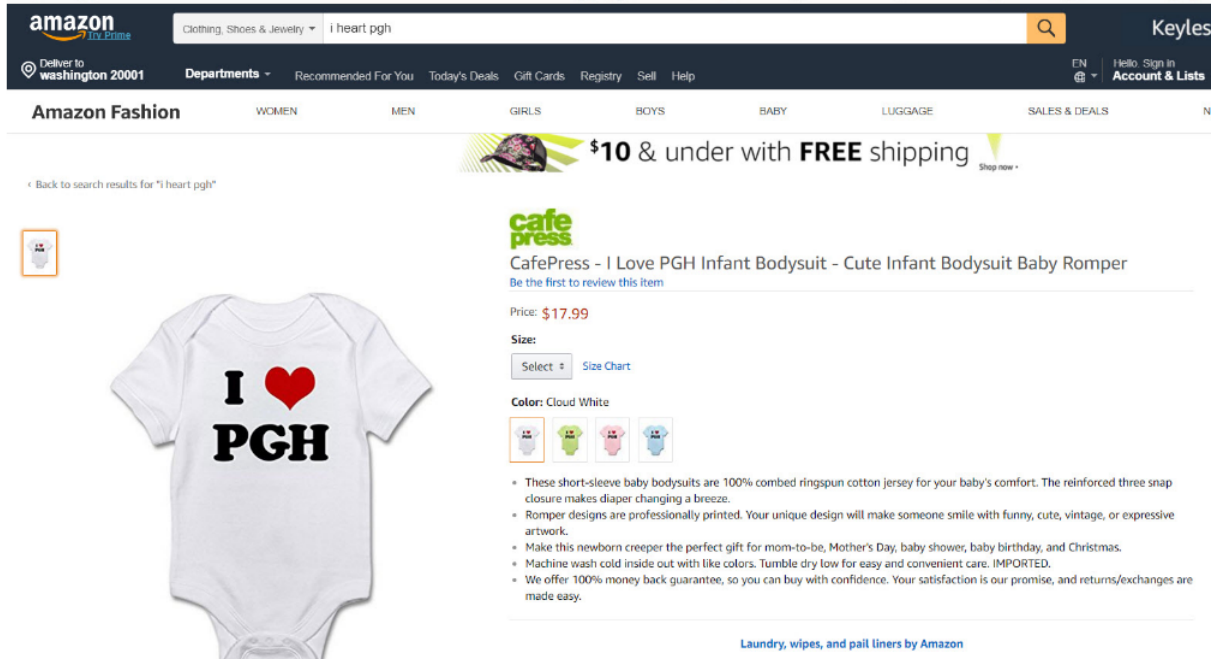 amazon
Try Prime
Clothing, Shoes & Jewelry
i heart pgh
Keyles
Deliver to
washington 20001
Departments
Recommended For You
Today's Deals
Gift Cards
Registry
Sell
Help
EN
Hello. Sign in
Account & Lists
Amazon Fashion
WOMEN
MEN
GIRLS
BOYS
BABY
LUGGAGE
SALES & DEALS
N
$10 & under with FREE shipping
Shop now ›
‹ Back to search results for "i heart pgh"
cafe
press
CafePress - I Love PGH Infant Bodysuit - Cute Infant Bodysuit Baby Romper
Be the first to review this item
Price: $17.99
Size:
Select
Size Chart
Color: Cloud White
I ❤
PGH
These short-sleeve baby bodysuits are 100% combed ringspun cotton jersey for your baby's comfort. The reinforced three snap
closure makes diaper changing a breeze.
Romper designs are professionally printed. Your unique design will make someone smile with funny, cute, vintage, or expressive
artwork.
Make this newborn creeper the perfect gift for mom-to-be, Mother's Day, baby shower, baby birthday, and Christmas.
Machine wash cold inside out with like colors. Tumble dry low for easy and convenient care. IMPORTED.
We offer 100% money back guarantee, so you can buy with confidence. Your satisfaction is our promise, and returns/exchanges are
made easy.
Laundry, wipes, and pail liners by Amazon